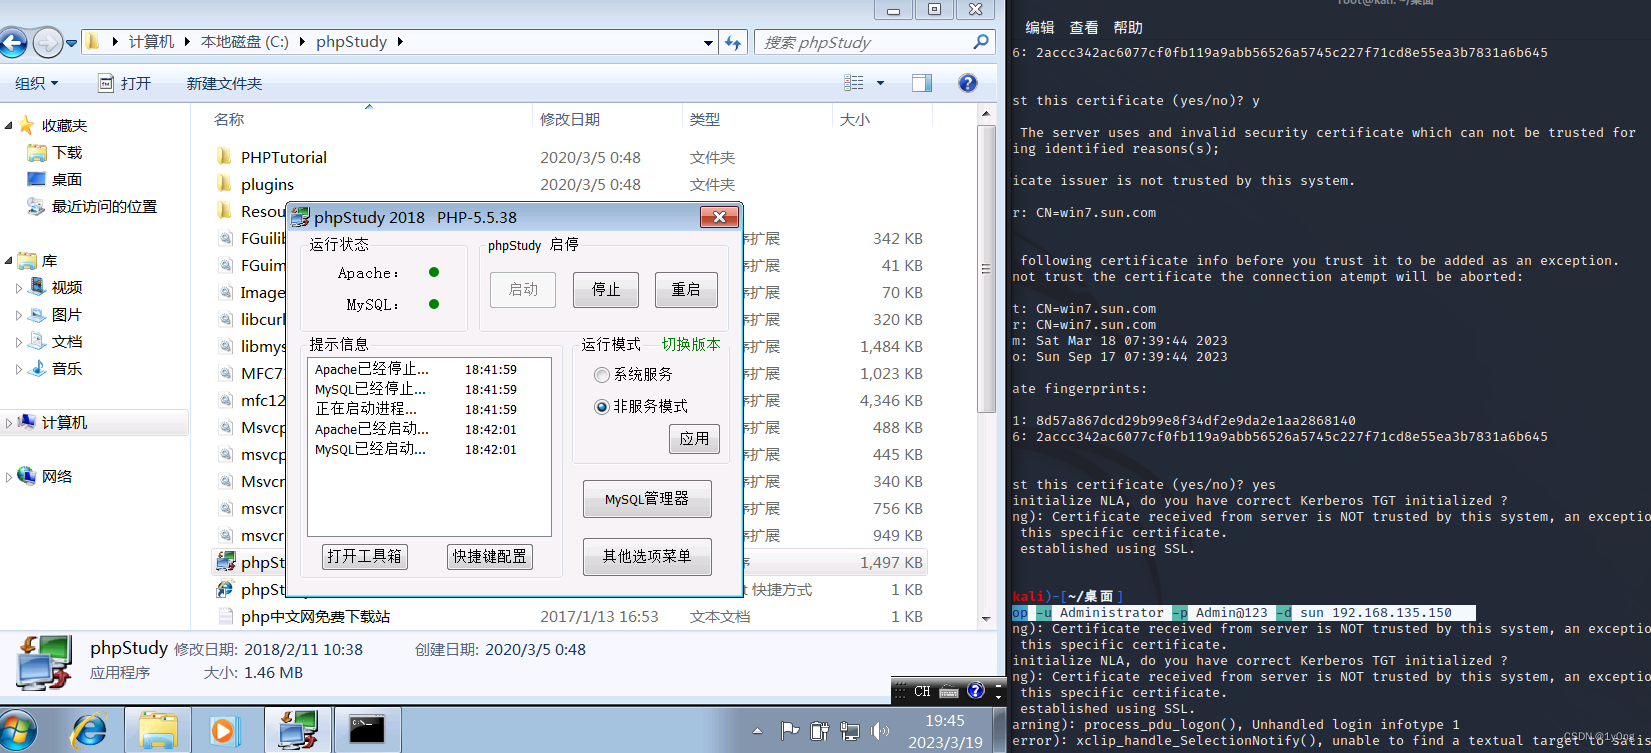 计算机 本地磁盘 (C:) phpStudy
搜索 phpStudy
组织 打开 新建文件夹
名称 修改日期 类型 大小
收藏夹
下载
桌面
最近访问的位置
库
视频
图片
文档
音乐
计算机
网络
PHPTutorial 2020/3/5 0:48 文件夹
plugins 2020/3/5 0:48 文件夹
Resou
FGuilib 序扩展 342 KB
FGuim 序扩展 41 KB
Image 序扩展 70 KB
libcurl 序扩展 320 KB
libmys 序扩展 1,484 KB
MFC7 序扩展 1,023 KB
mfc12 序扩展 4,346 KB
Msvcp 序扩展 488 KB
msvcp 序扩展 445 KB
Msvcr 序扩展 340 KB
msvcr 序扩展 756 KB
msvcr 序扩展 949 KB
phpSt 序 1,497 KB
phpSt 快捷方式 1 KB
php中文网免费下载站 2017/1/13 16:53 文本文档 1 KB
phpStudy 2018 PHP-5.5.38
运行状态
Apache:
MySQL:
phpStudy 启停
启动 停止 重启
提示信息
Apache已经停止... 18:41:59
MySQL已经停止... 18:41:59
正在启动进程... 18:41:59
Apache已经启动... 18:42:01
MySQL已经启动... 18:42:01
打开工具箱 快捷键配置
运行模式 切换版本
系统服务
非服务模式
应用
MySQL管理器
其他选项菜单
phpStudy 修改日期: 2018/2/11 10:38 创建日期: 2020/3/5 0:48
应用程序 大小: 1.46 MB
CH
19:45
2023/3/19
root@kali: ~/桌面
编辑 查看 帮助
6: 2accc342ac6077cf0fb119a9abb56526a5745c227f71cd8e55ea3b7831a6b645
st this certificate (yes/no)? y
The server uses and invalid security certificate which can not be trusted for
ing identified reasons(s);
icate issuer is not trusted by this system.
r: CN=win7.sun.com
following certificate info before you trust it to be added as an exception.
not trust the certificate the connection atempt will be aborted:
t: CN=win7.sun.com
r: CN=win7.sun.com
m: Sat Mar 18 07:39:44 2023
o: Sun Sep 17 07:39:44 2023
ate fingerprints:
1: 8d57a867dcd29b99e8f34df2e9da2e1aa2868140
6: 2accc342ac6077cf0fb119a9abb56526a5745c227f71cd8e55ea3b7831a6b645
st this certificate (yes/no)? yes
initialize NLA, do you have correct Kerberos TGT initialized ?
ng): Certificate received from server is NOT trusted by this system, an exceptio
this specific certificate.
established using SSL.
kali)-[~/桌面]
op -u Administrator -p Admin@123 -d sun 192.168.135.150
ng): Certificate received from server is NOT trusted by this system, an exceptio
this specific certificate.
initialize NLA, do you have correct Kerberos TGT initialized ?
ng): Certificate received from server is NOT trusted by this system, an exceptio
this specific certificate.
established using SSL.
arning): process_pdu_logon(), Unhandled login infotype 1
error): xclip_handle_SelectionNotify(), unable to find a textual target to satis